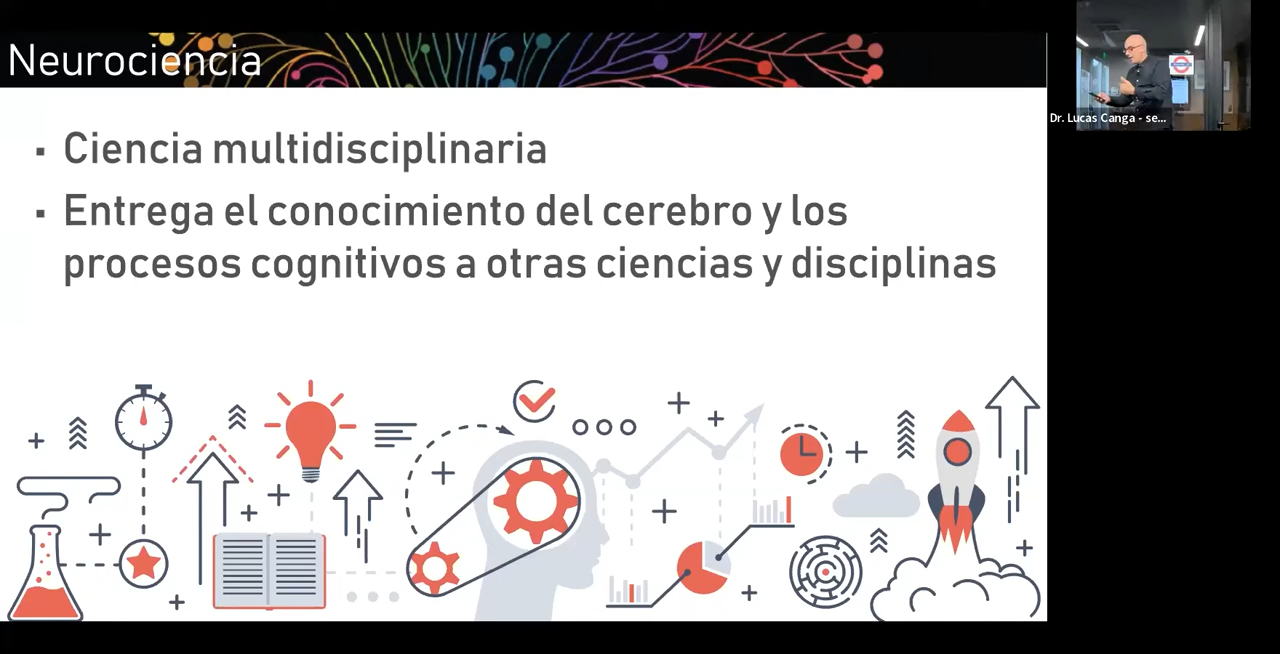 Neurociencia
▪ Ciencia multidisciplinaria
▪ Entrega el conocimiento del cerebro y los
procesos cognitivos a otras ciencias y disciplinas
Dr. Lucas Canga - se...